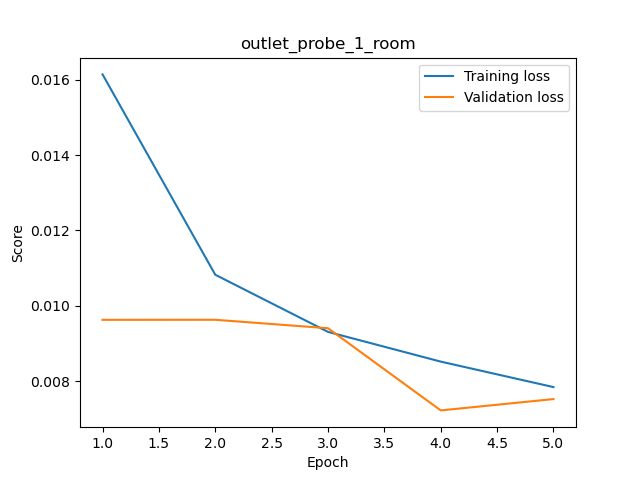 outlet_probe_1_room
Training loss
Validation loss
Score
0.016
0.014
0.012
0.010
0.008
1.0 1.5 2.0 2.5 3.0 3.5 4.0 4.5 5.0
Epoch